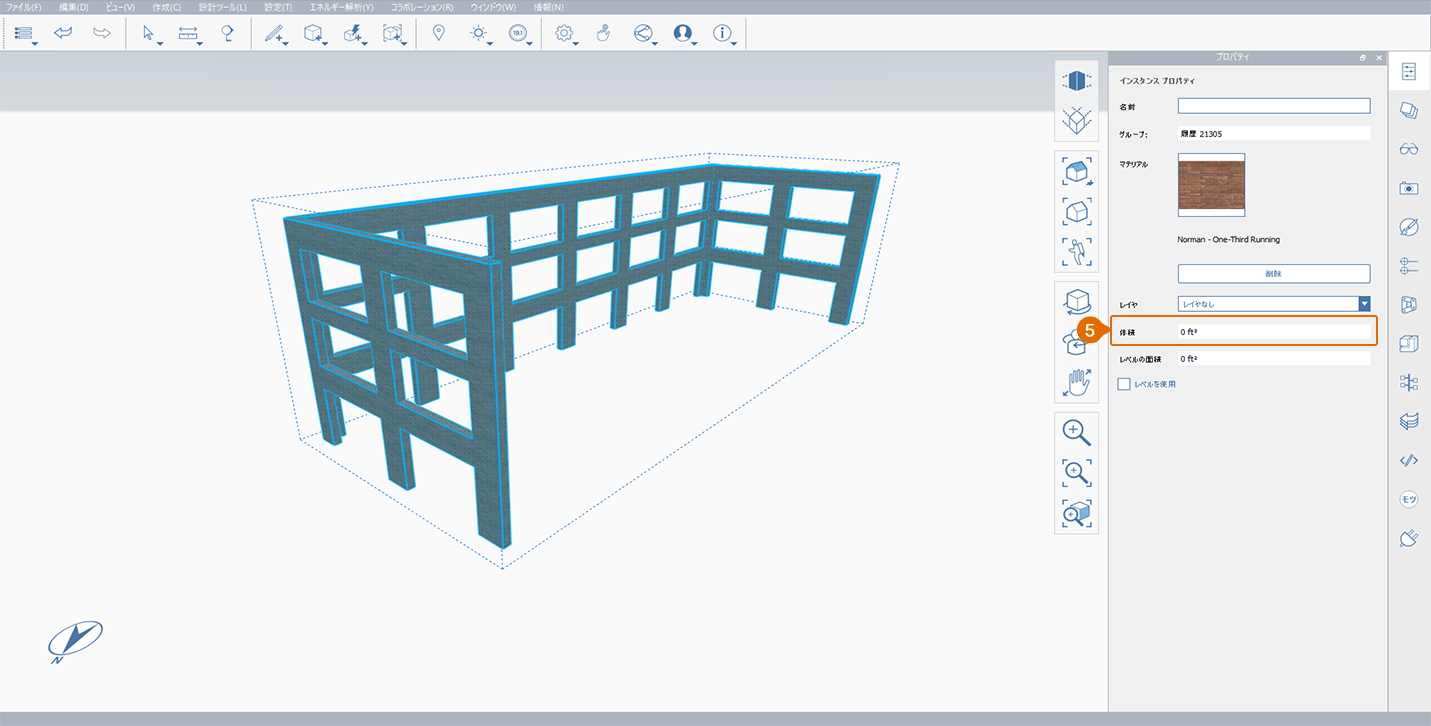 ファイル(F) 編集(D) ビュー(V) 作成(C) 設計ツール(L) 設定(T) エネルギー解析(Y) コラボレーション(R) ウィンドウ(W) 情報(N)
19.1
プロパティ
インスタンス プロパティ
名前
グループ: 履歴 21305
マテリアル
Norman - One-Third Running
削除
レイヤ レイヤなし
5 体積 0 ft³
レベルの面積 0 ft²
レベルを使用
モツ
N